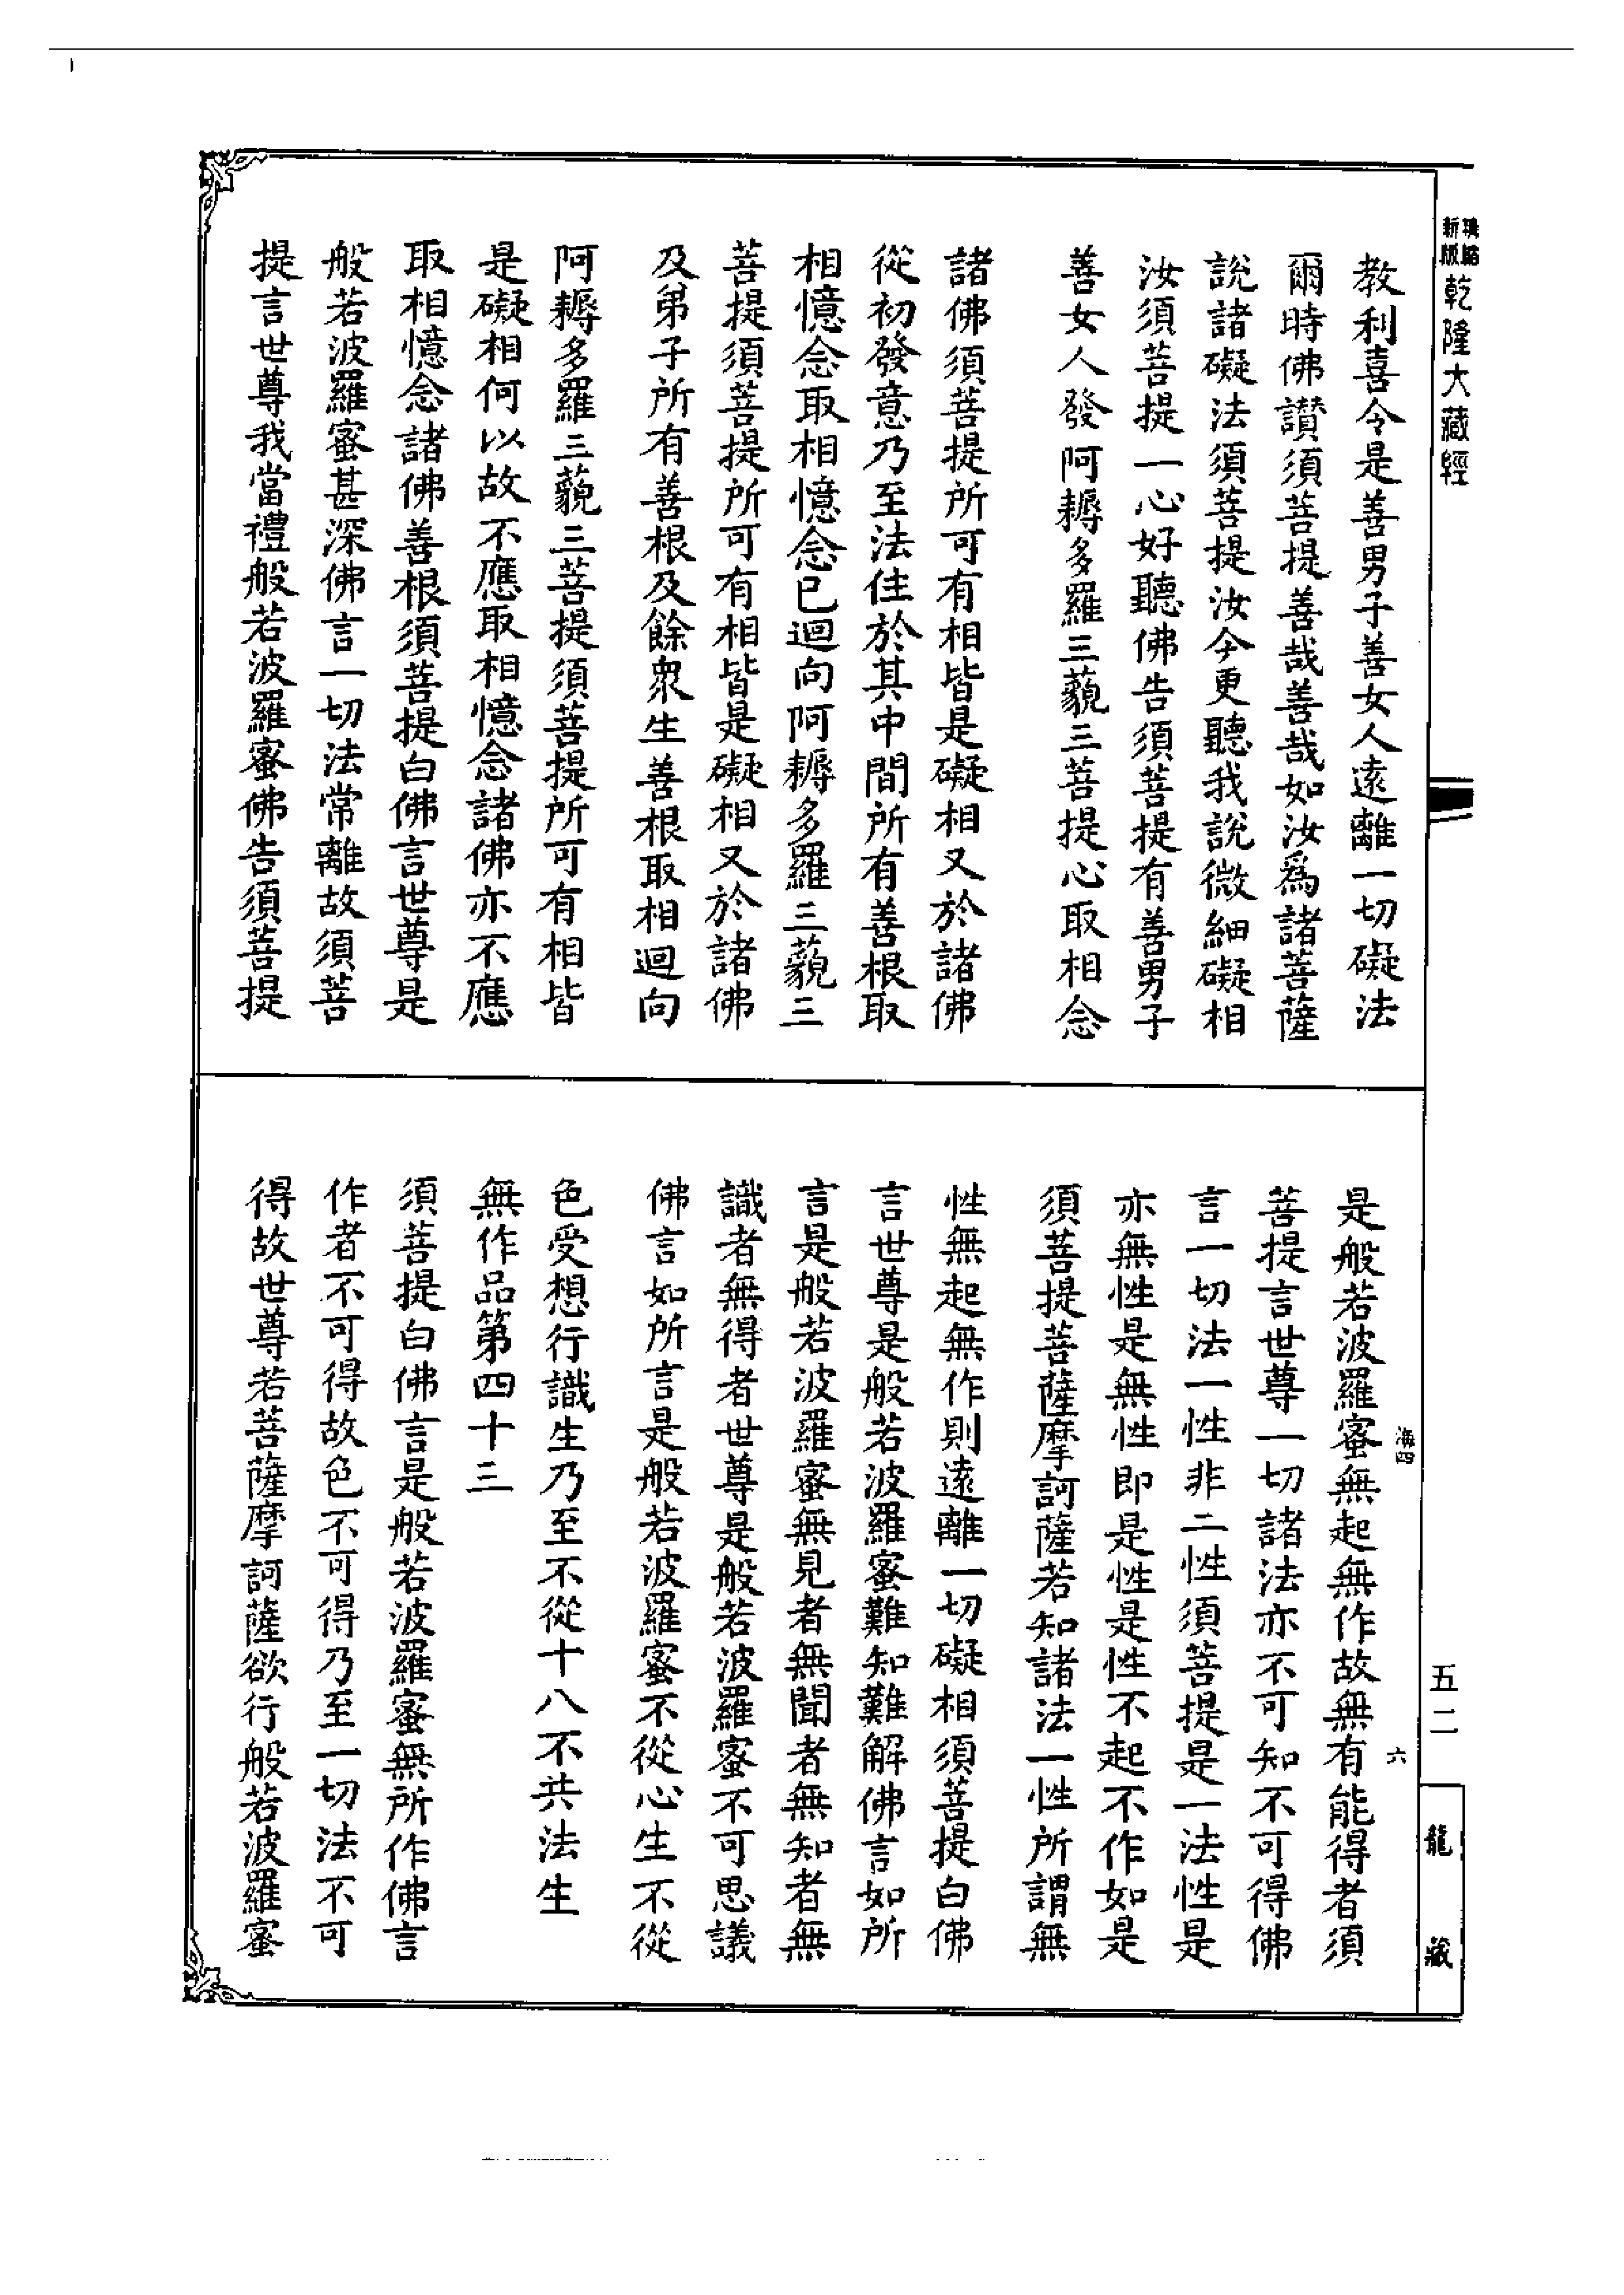 新版
乾隆大藏經
教利喜令是善男子善女人遠離一切礙法
爾時佛讚須菩提善哉善哉如汝爲諸菩薩
說諸礙法須菩提汝今更聽我說微細礙相
汝須菩提一心好聽佛告須菩提有善男子
善女人發阿耨多羅三藐三菩提心取相念
諸佛須菩提所可有相皆是礙相又於諸佛
從初發意乃至法住於其中間所有善根取
相憶念取相憶念已迴向阿耨多羅三藐三
菩提須菩提所可有相皆是礙相又於諸佛
及弟子所有善根及餘衆生善根取相迴向
阿耨多羅三藐三菩提須菩提所可有相皆
是礙相何以故不應取相憶念諸佛亦不應
取相憶念諸佛善根須菩提白佛言世尊是
般若波羅蜜甚深佛言一切法常離故須菩
提言世尊我當禮般若波羅蜜佛告須菩提
是般若波羅蜜無起無作故無有能得者須
菩提言世尊一切諸法亦不可知不可得佛
言一切法一性非二性須菩提是一法性是
亦無性是無性即是性是性不起不作如是
須菩提菩薩摩訶薩若知諸法一性所謂無
性無起無作則遠離一切礙相須菩提白佛
言世尊是般若波羅蜜難知難解佛言如所
言是般若波羅蜜無見者無聞者無知者無
識者無得者世尊是般若波羅蜜不可思議
佛言如所言是般若波羅蜜不從心生不從
色受想行識生乃至不從十八不共法生
無作品第四十三
須菩提白佛言是般若波羅蜜無所作佛言
作者不可得故色不可得乃至一切法不可
得故世尊若菩薩摩訶薩欲行般若波羅蜜
海四
六
五二
龍藏